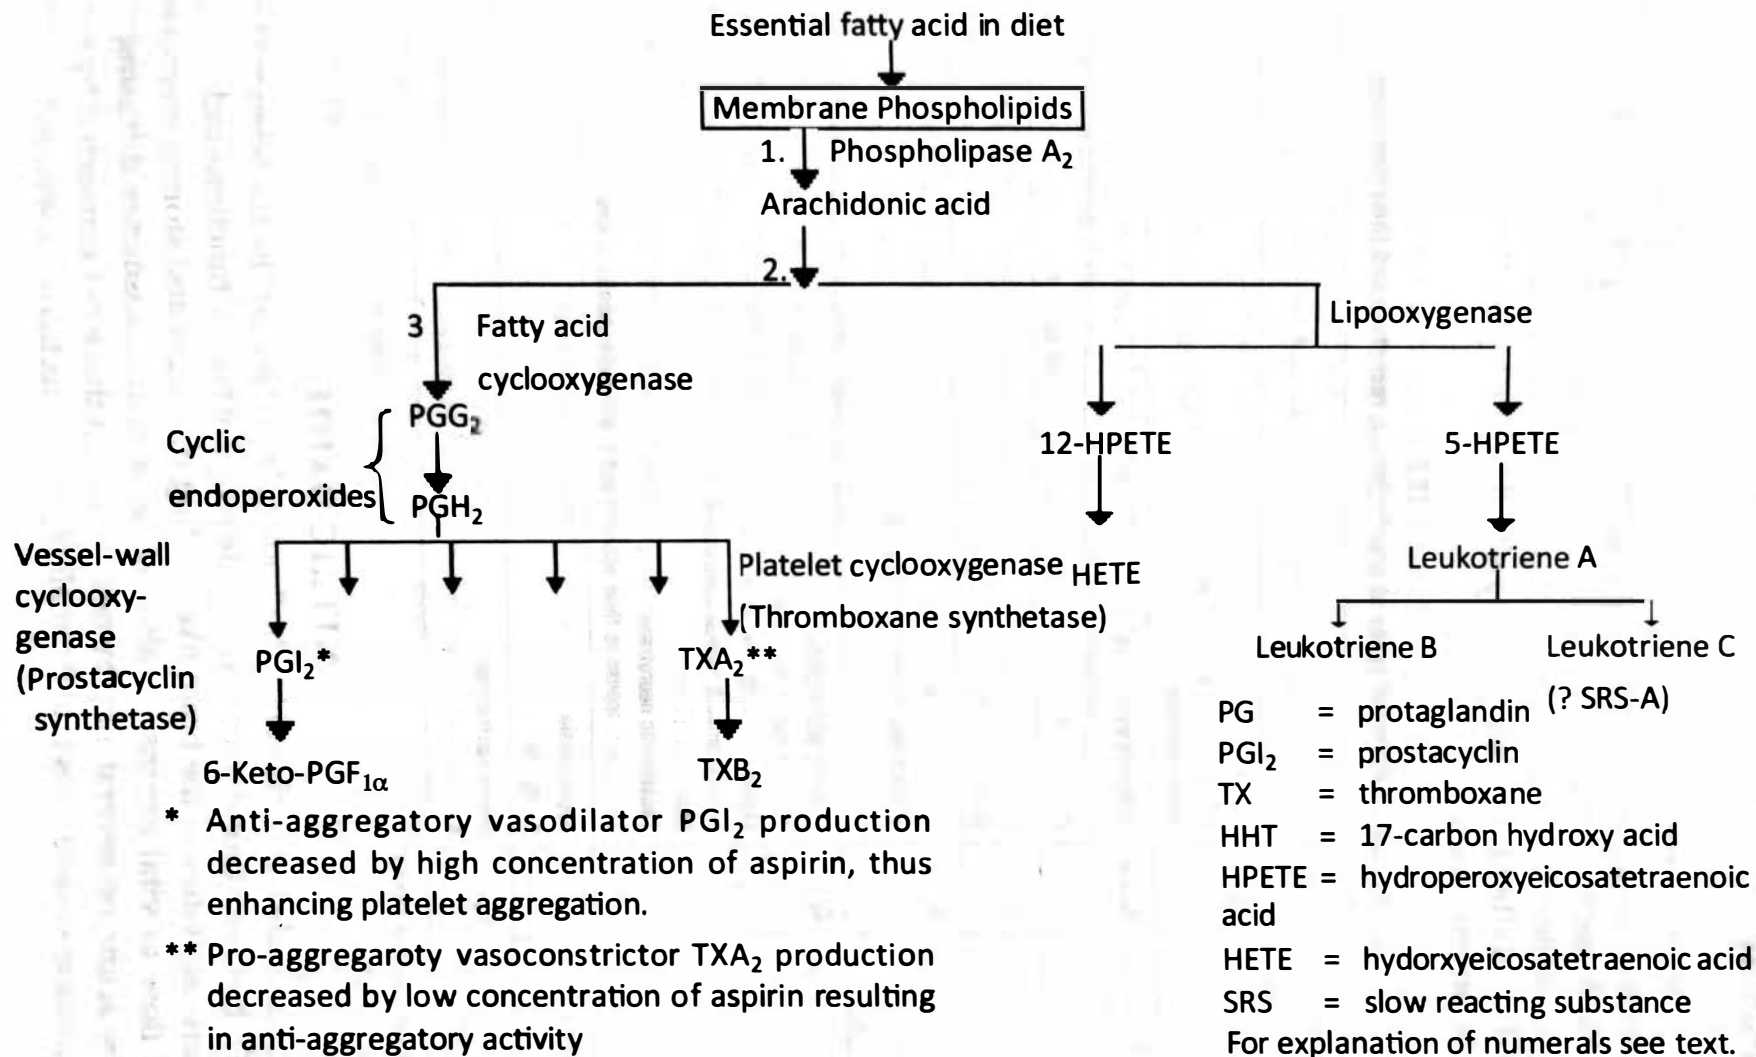 Essential fatty acid in diet
Membrane Phospholipids
1. Phospholipase A₂
Arachidonic acid
2.
3 Fatty acid
cyclooxygenase
Lipooxygenase
PGG₂
Cyclic
endoperoxides
PGH₂
12-HPETE
5-HPETE
Vessel-wall
cyclooxy-
genase
(Prostacyclin
synthetase)
Platelet cyclooxygenase
(Thromboxane synthetase)
HETE
Leukotriene A
PGI₂*
TXA₂**
Leukotriene B
Leukotriene C
(? SRS-A)
6-Keto-PGF₁α
TXB₂
* Anti-aggregatory vasodilator PGI₂ production
decreased by high concentration of aspirin, thus
enhancing platelet aggregation.
** Pro-aggregaroty vasoconstrictor TXA₂ production
decreased by low concentration of aspirin resulting
in anti-aggregatory activity
PG = protaglandin
PGI₂ = prostacyclin
TX = thromboxane
HHT = 17-carbon hydroxy acid
HPETE = hydroperoxyeicosatetraenoic
acid
HETE = hydorxyeicosatetraenoic acid
SRS = slow reacting substance
For explanation of numerals see text.